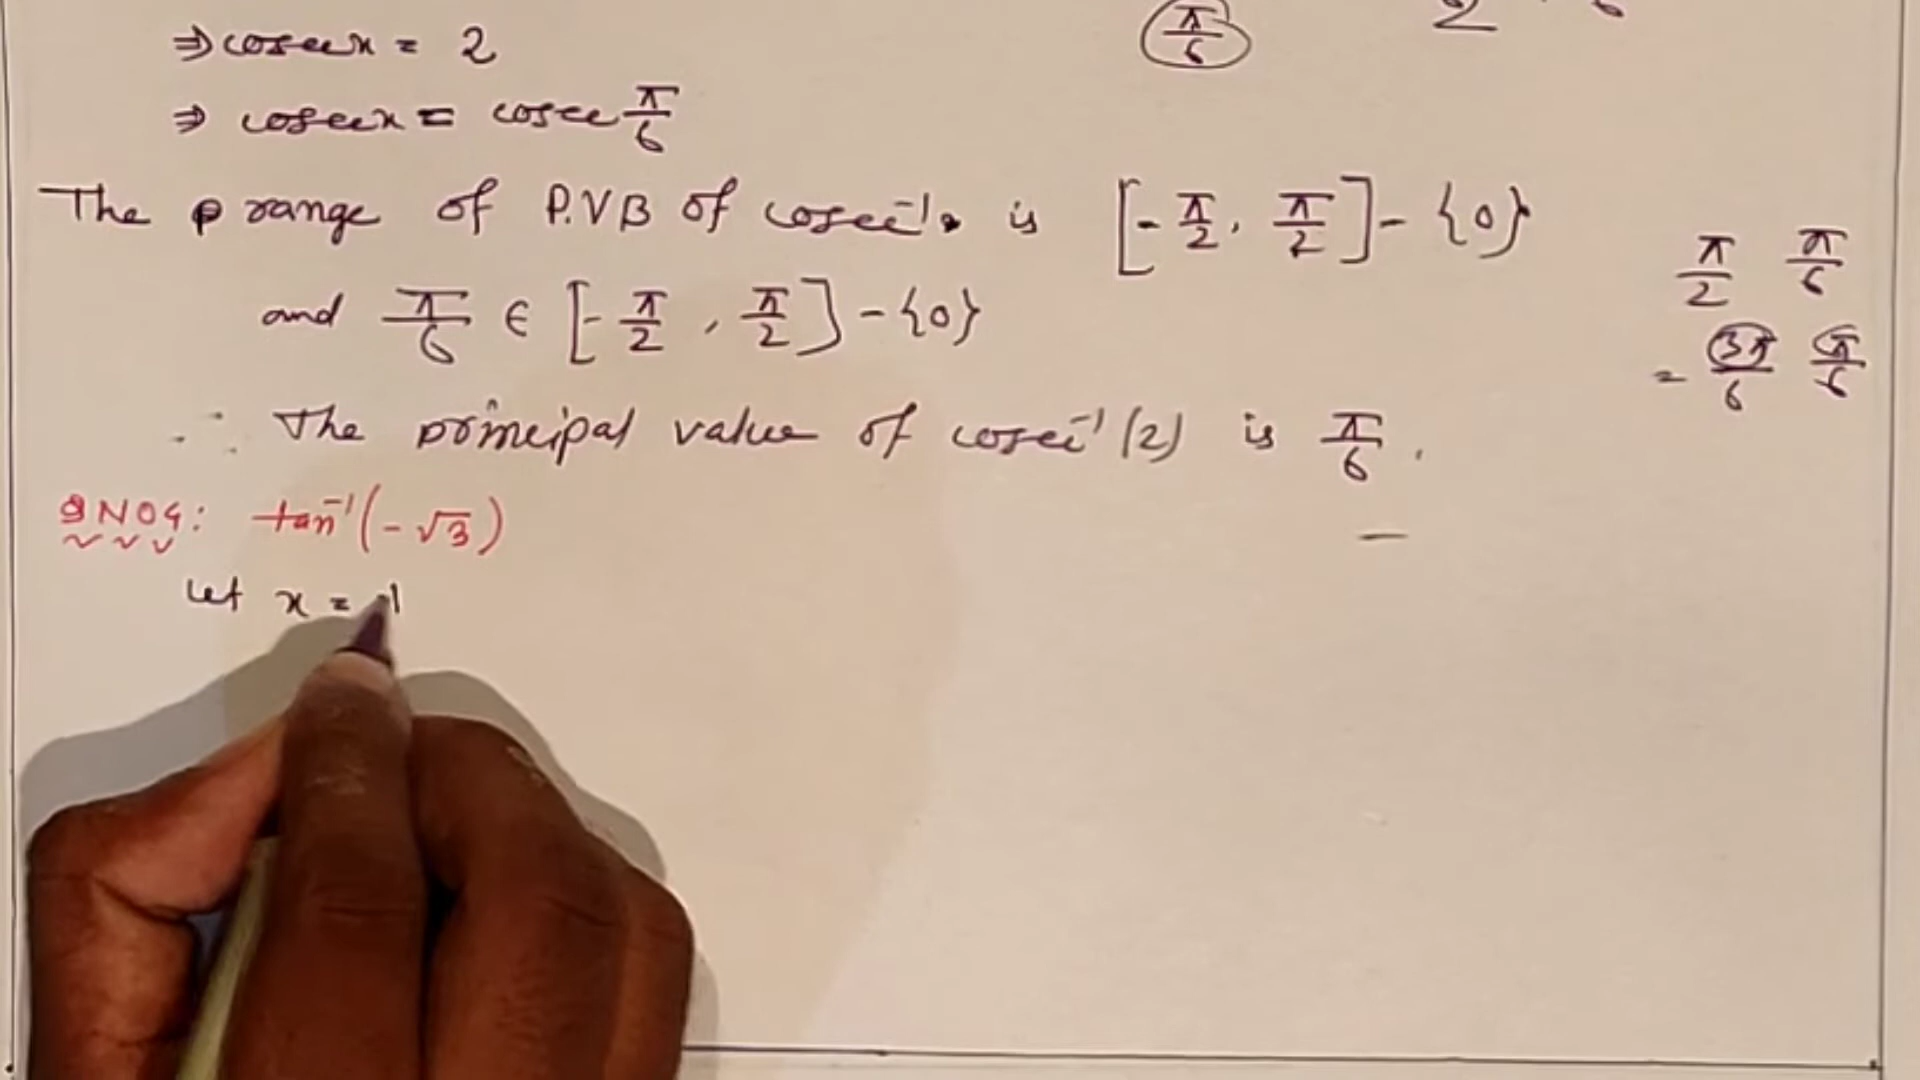 ⇒ cosec x = 2
⇒ cosec x = cosec π/6
The range of P.V.B of cosec⁻¹ is [-π/2, π/2] - {0}
and π/6 ∈ [-π/2, π/2] - {0}
∴ The principal value of cosec⁻¹(2) is π/6.
QNO4: tan⁻¹(-√3)
Let x =
π/6
2
π/2 π/6
= 3π/6 π/6